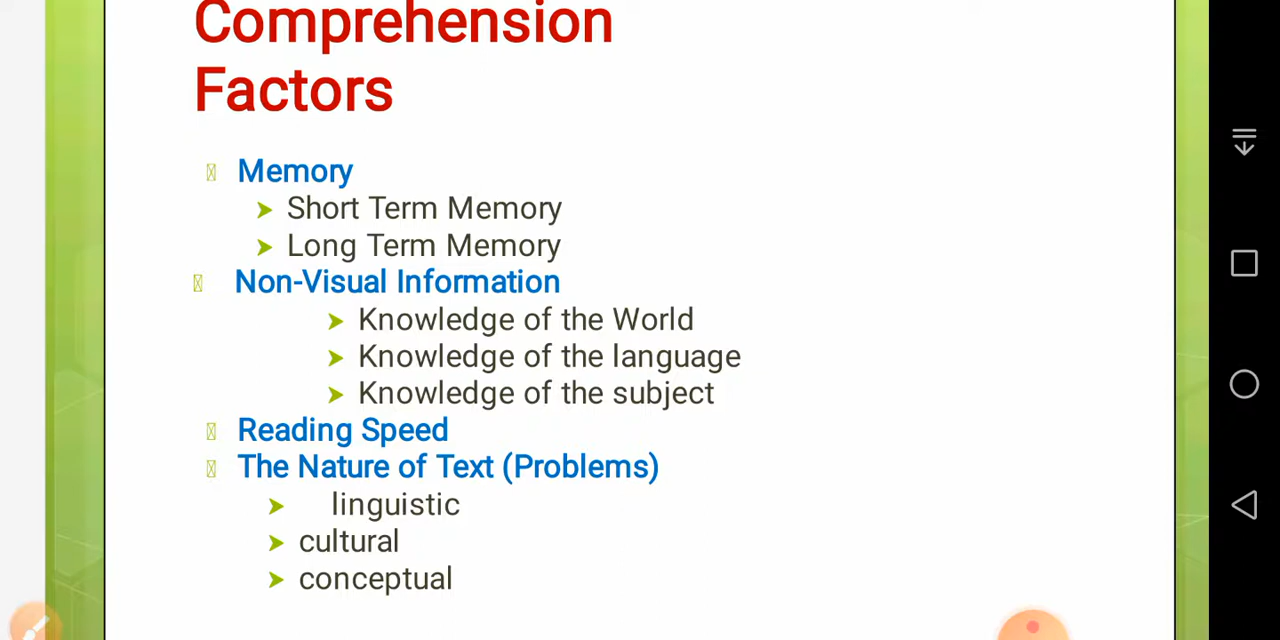 Comprehension
Factors
Memory
➤ Short Term Memory
➤ Long Term Memory
Non-Visual Information
➤ Knowledge of the World
➤ Knowledge of the language
➤ Knowledge of the subject
Reading Speed
The Nature of Text (Problems)
➤ linguistic
➤ cultural
➤ conceptual